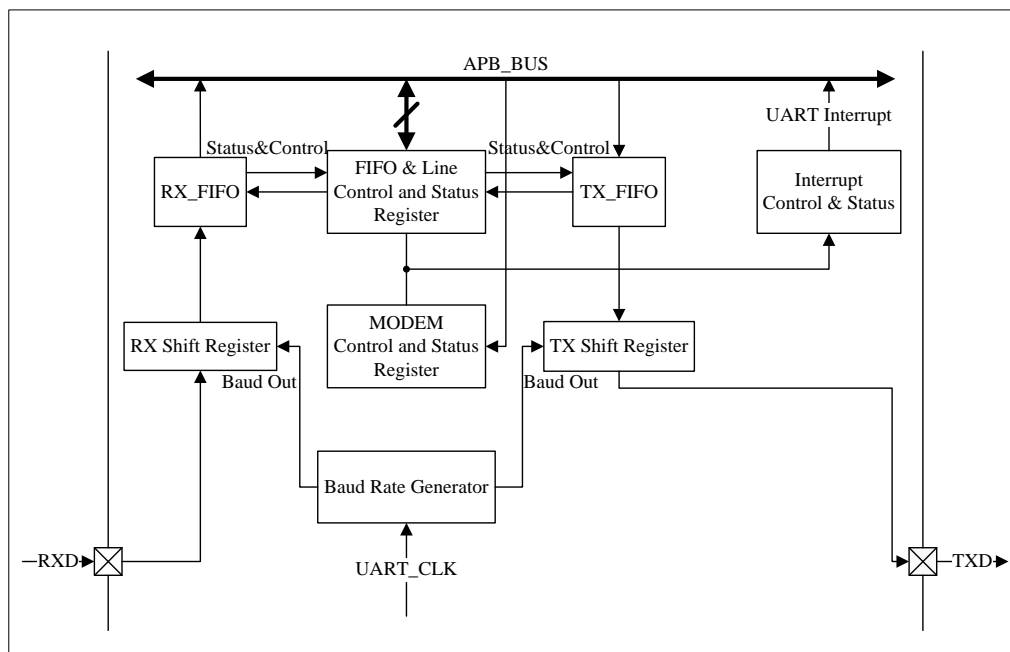 APB_BUS
UART Interrupt
Status&Control
Status&Control
RX_FIFO
FIFO & Line
Control and Status
Register
TX_FIFO
Interrupt
Control & Status
RX Shift Register
MODEM
Control and Status
Register
TX Shift Register
Baud Out
Baud Out
Baud Rate Generator
RXD
UART_CLK
TXD